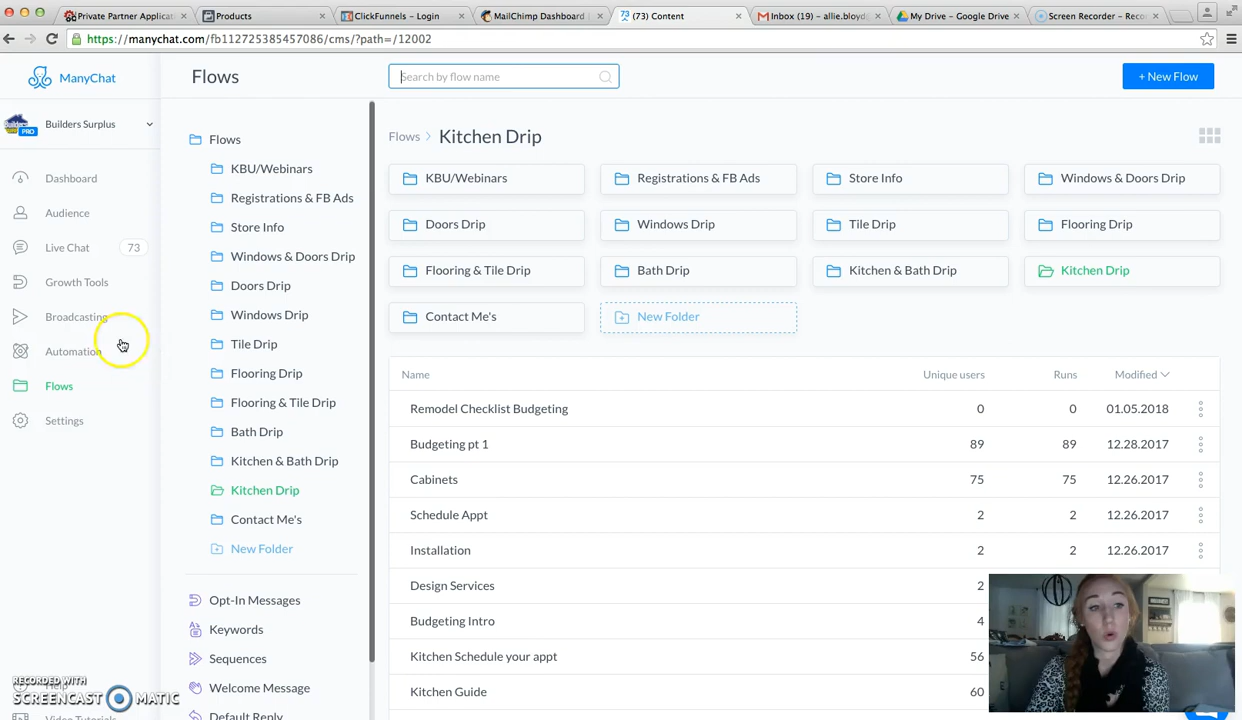 Private Partner Applicat
Products
ClickFunnels - Login
MailChimp Dashboard
(73) Content
Inbox (19) - allie.bloyd@
My Drive - Google Drive
Screen Recorder - Reco
https://manychat.com/fb112725385457086/cms/?path=/12002
ManyChat
Flows
Search by flow name
+ New Flow
Builders Surplus
PRO
Dashboard
Audience
Live Chat 73
Growth Tools
Broadcasting
Automation
Flows
Settings
Flows
KBU/Webinars
Registrations & FB Ads
Store Info
Windows & Doors Drip
Doors Drip
Windows Drip
Tile Drip
Flooring Drip
Flooring & Tile Drip
Bath Drip
Kitchen & Bath Drip
Kitchen Drip
Contact Me's
New Folder
Opt-In Messages
Keywords
Sequences
Welcome Message
Default Reply
Flows > Kitchen Drip
KBU/Webinars Registrations & FB Ads Store Info Windows & Doors Drip
Doors Drip Windows Drip Tile Drip Flooring Drip
Flooring & Tile Drip Bath Drip Kitchen & Bath Drip Kitchen Drip
Contact Me's New Folder
Name Unique users Runs Modified
Remodel Checklist Budgeting 0 0 01.05.2018
Budgeting pt 1 89 89 12.28.2017
Cabinets 75 75 12.26.2017
Schedule Appt 2 2 12.26.2017
Installation 2 2 12.26.2017
Design Services 2
Budgeting Intro 4
Kitchen Schedule your appt 56
Kitchen Guide 60
RECORDED WITH
SCREENCAST MATIC
Help
Video Tutorials